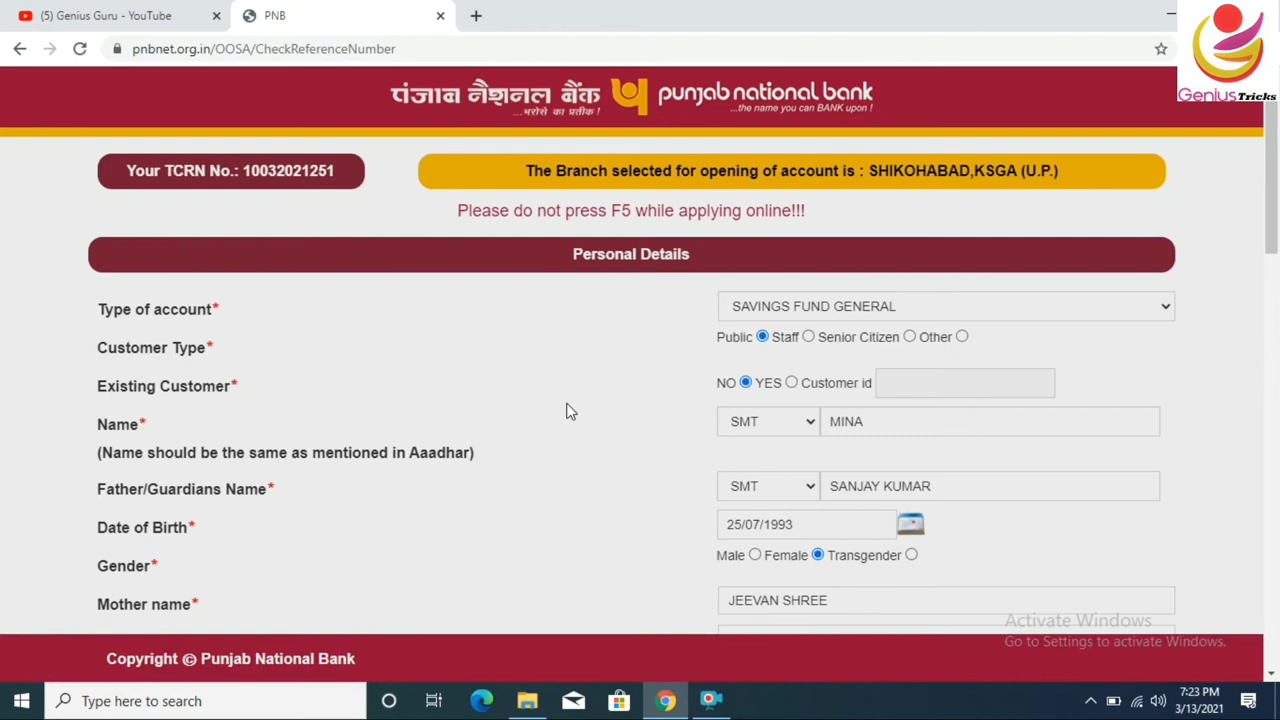 (5) Genius Guru - YouTube
PNB
pnbnet.org.in/OOSA/CheckReferenceNumber
Genius Tricks
पंजाब नैशनल बैंक
...भरोसे का प्रतीक !
punjab national bank
...the name you can BANK upon !
Your TCRN No.: 10032021251
The Branch selected for opening of account is : SHIKOHABAD,KSGA (U.P.)
Please do not press F5 while applying online!!!
Personal Details
Type of account*
SAVINGS FUND GENERAL
Customer Type*
Public Staff Senior Citizen Other
Existing Customer*
NO YES Customer id
Name*
SMT MINA
(Name should be the same as mentioned in Aaadhar)
Father/Guardians Name*
SMT SANJAY KUMAR
Date of Birth*
25/07/1993
Gender*
Male Female Transgender
Mother name*
JEEVAN SHREE
Activate Windows
Go to Settings to activate Windows.
Copyright © Punjab National Bank
Type here to search
7:23 PM
3/13/2021